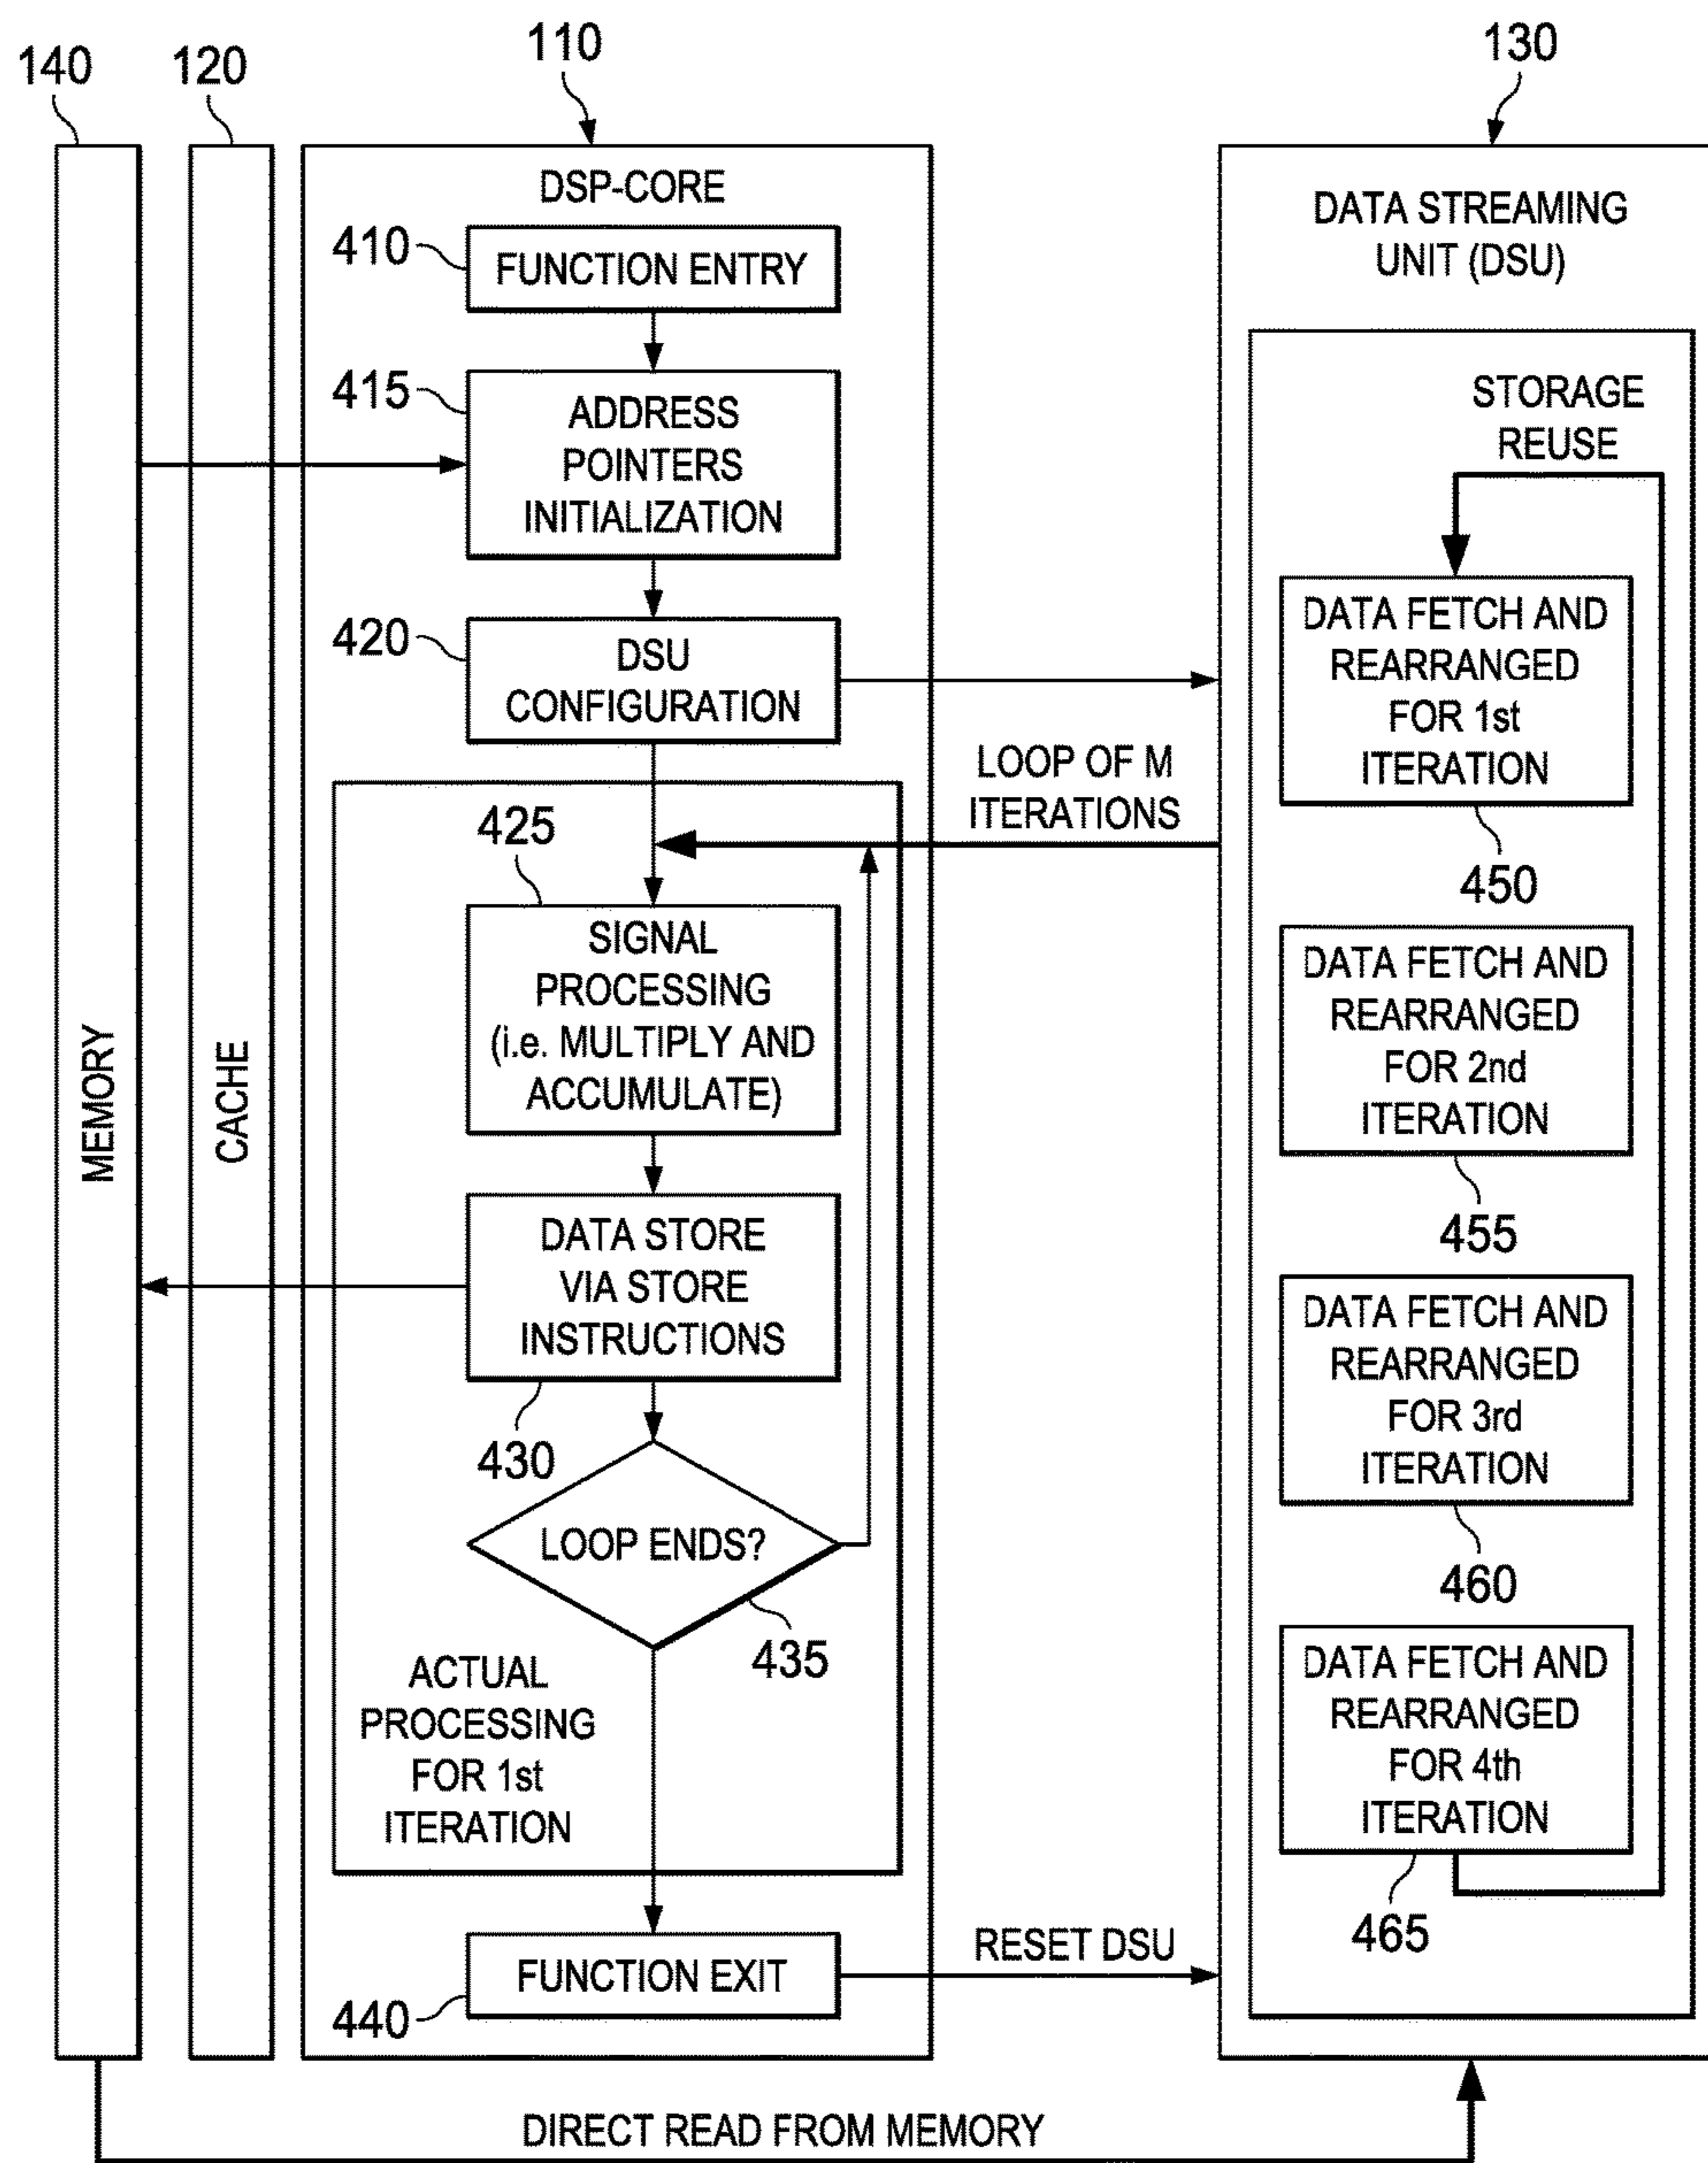 140
120
110
130
MEMORY
CACHE
DSP-CORE
410
FUNCTION ENTRY
415
ADDRESS
POINTERS
INITIALIZATION
420
DSU
CONFIGURATION
LOOP OF M
ITERATIONS
425
SIGNAL
PROCESSING
(i.e. MULTIPLY AND
ACCUMULATE)
DATA STORE
VIA STORE
INSTRUCTIONS
430
LOOP ENDS?
435
ACTUAL
PROCESSING
FOR 1st
ITERATION
FUNCTION EXIT
440
RESET DSU
DATA STREAMING
UNIT (DSU)
STORAGE
REUSE
DATA FETCH AND
REARRANGED
FOR 1st
ITERATION
450
DATA FETCH AND
REARRANGED
FOR 2nd
ITERATION
455
DATA FETCH AND
REARRANGED
FOR 3rd
ITERATION
460
DATA FETCH AND
REARRANGED
FOR 4th
ITERATION
465
DIRECT READ FROM MEMORY